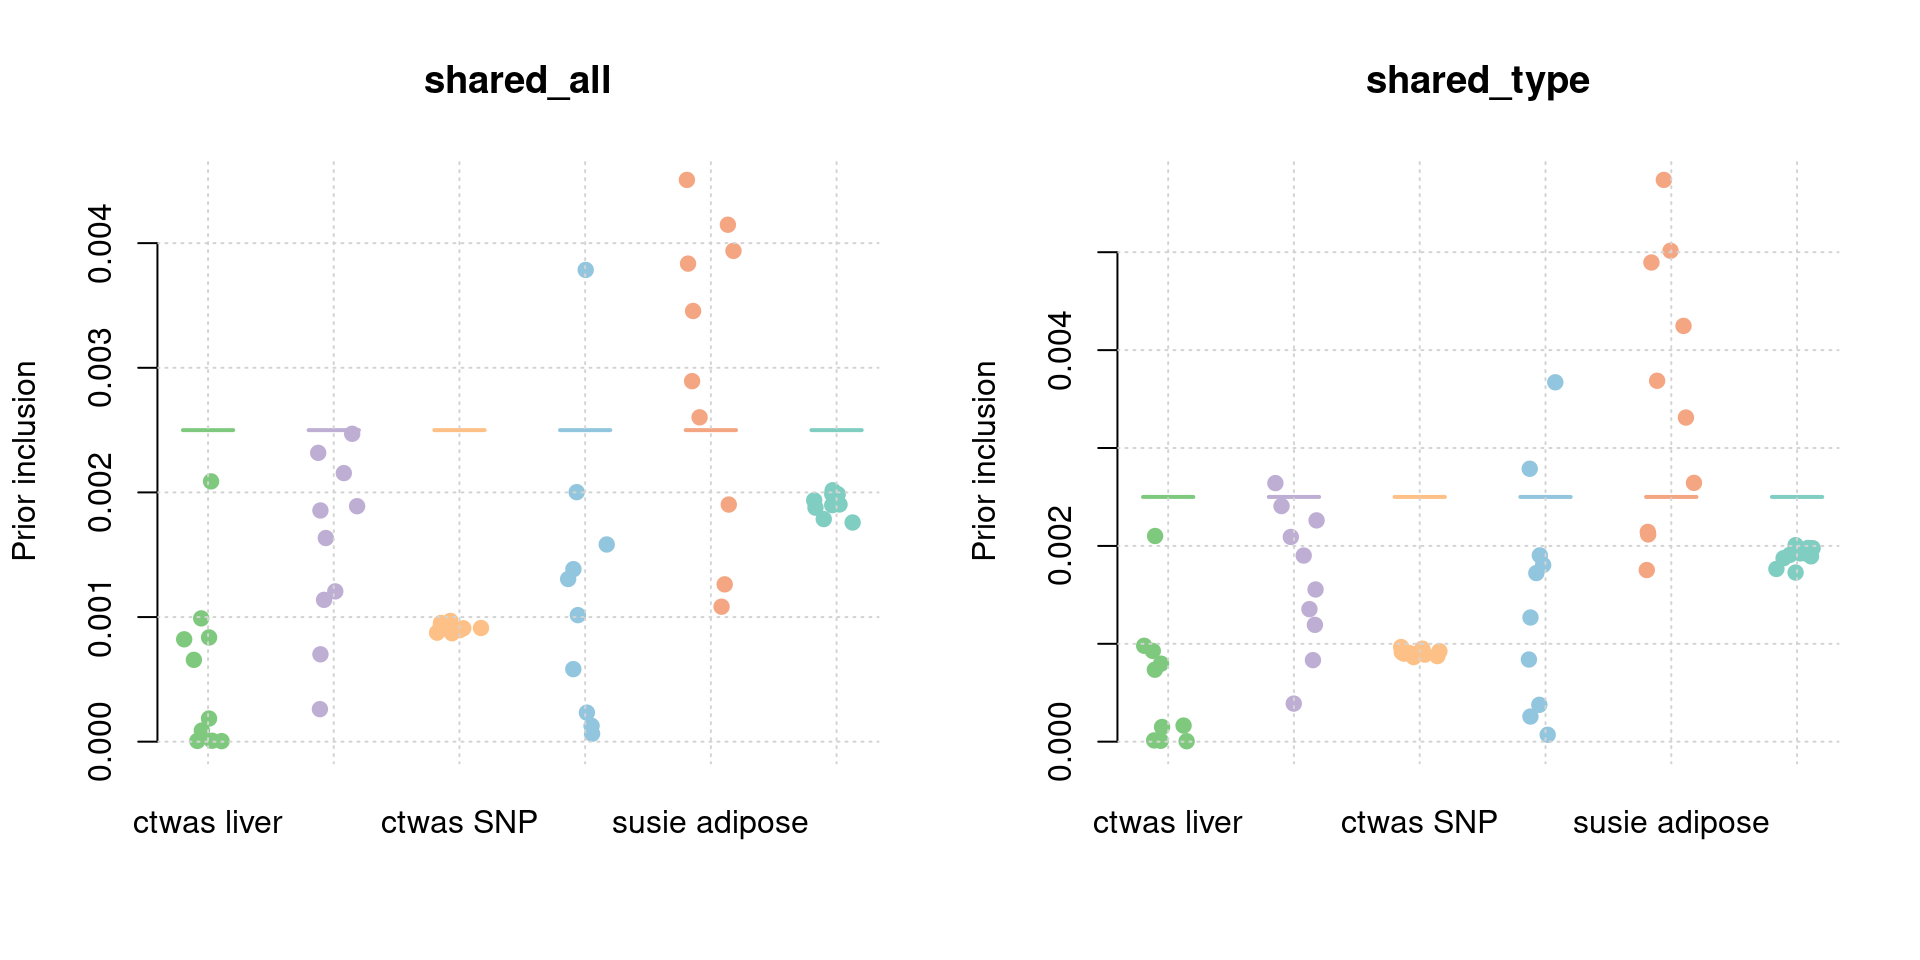 shared_all
Prior inclusion
0.004
0.003
0.002
0.001
0.000
ctwas liver
ctwas SNP
susie adipose
shared_type
Prior inclusion
0.004
0.002
0.000
ctwas liver
ctwas SNP
susie adipose